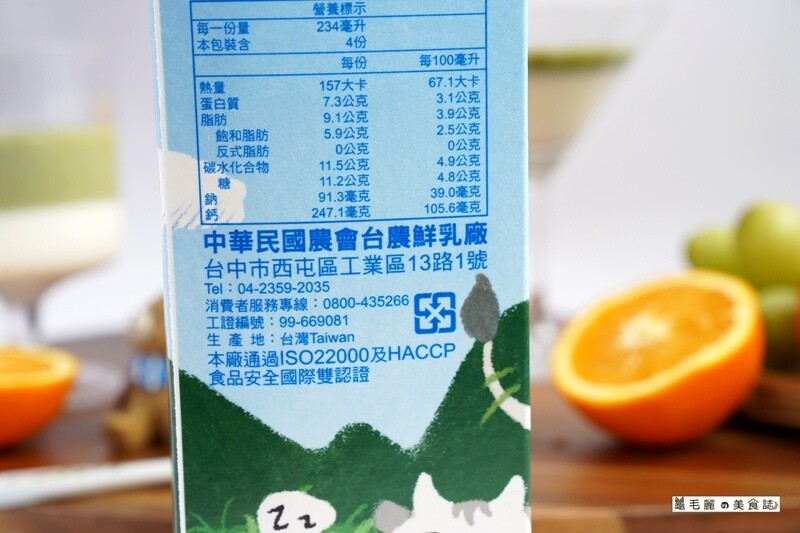 營養標示
每一份量 234毫升
本包裝含 4份
每份 每100毫升
熱量 157大卡 67.1大卡
蛋白質 7.3公克 3.1公克
脂肪 9.1公克 3.9公克
飽和脂肪 5.9公克 2.5公克
反式脂肪 0公克 0公克
碳水化合物 11.5公克 4.9公克
糖 11.2公克 4.8公克
鈉 91.3毫克 39.0毫克
鈣 247.1毫克 105.6毫克
中華民國農會台農鮮乳廠
台中市西屯區工業區13路1號
Tel：04-2359-2035
消費者服務專線：0800-435266
工證編號：99-669081
生產地：台灣Taiwan
本廠通過ISO22000及HACCP
食品安全國際雙認證
Z Z
毛麗の美食誌